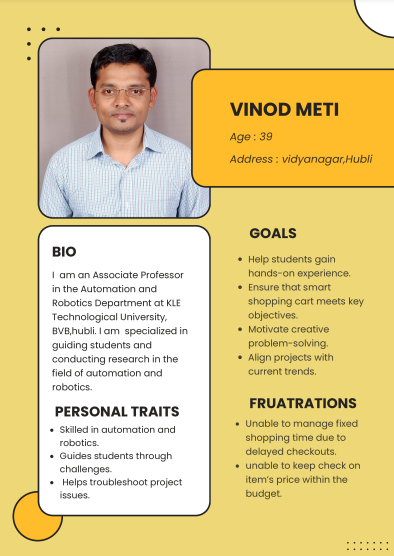 VINOD METI
Age : 39
Address : vidyanagar,Hubli
BIO
I am an Associate Professor
in the Automation and
Robotics Department at KLE
Technological University,
BVB,hubli. I am specialized in
guiding students and
conducting research in the
field of automation and
robotics.
PERSONAL TRAITS
• Skilled in automation and
robotics.
• Guides students through
challenges.
• Helps troubleshoot project
issues.
GOALS
• Help students gain
hands-on experience.
• Ensure that smart
shopping cart meets key
objectives.
• Motivate creative
problem-solving.
• Align projects with
current trends.
FRUATRATIONS
• Unable to manage fixed
shopping time due to
delayed checkouts.
• unable to keep check on
item's price within the
budget.